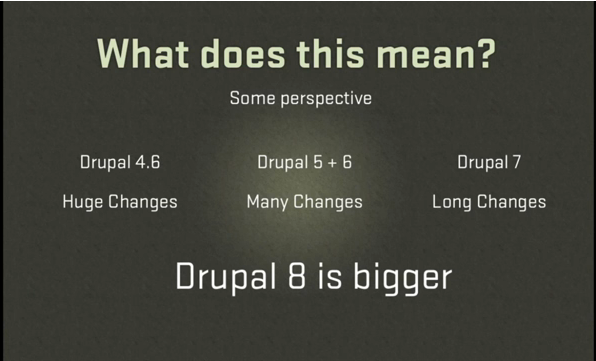 What does this mean?
Some perspective
Drupal 4.6
Huge Changes
Drupal 5 + 6
Many Changes
Drupal 7
Long Changes
Drupal 8 is bigger